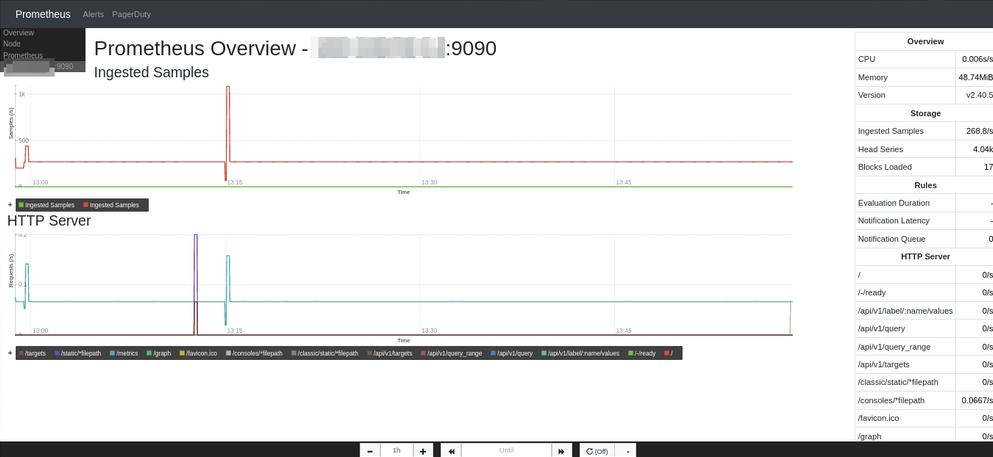 Prometheus Alerts PagerDuty
Overview
Node
Prometheus
:9090
Prometheus Overview - :9090
Ingested Samples
Samples (/s)
1k
500
0
13:00 13:15 13:30 13:45
Time
+ Ingested Samples Ingested Samples
HTTP Server
Requests (/s)
0.2
0.1
13:00 13:15 13:30 13:45
Time
+ /targets /static/*filepath /metrics /graph /favicon.ico /consoles/*filepath /classic/static/*filepath /api/v1/targets /api/v1/query_range /api/v1/query /api/v1/label/:name/values /-/ready /
Overview
CPU 0.006s/s
Memory 48.74MiB
Version v2.40.5
Storage
Ingested Samples 268.8/s
Head Series 4.04k
Blocks Loaded 17
Rules
Evaluation Duration -
Notification Latency -
Notification Queue 0
HTTP Server
/ 0/s
/-/ready 0/s
/api/v1/label/:name/values 0/s
/api/v1/query 0/s
/api/v1/query_range 0/s
/api/v1/targets 0/s
/classic/static/*filepath 0/s
/consoles/*filepath 0.0667/s
/favicon.ico 0/s
/graph 0/s
1h Until (Off) -